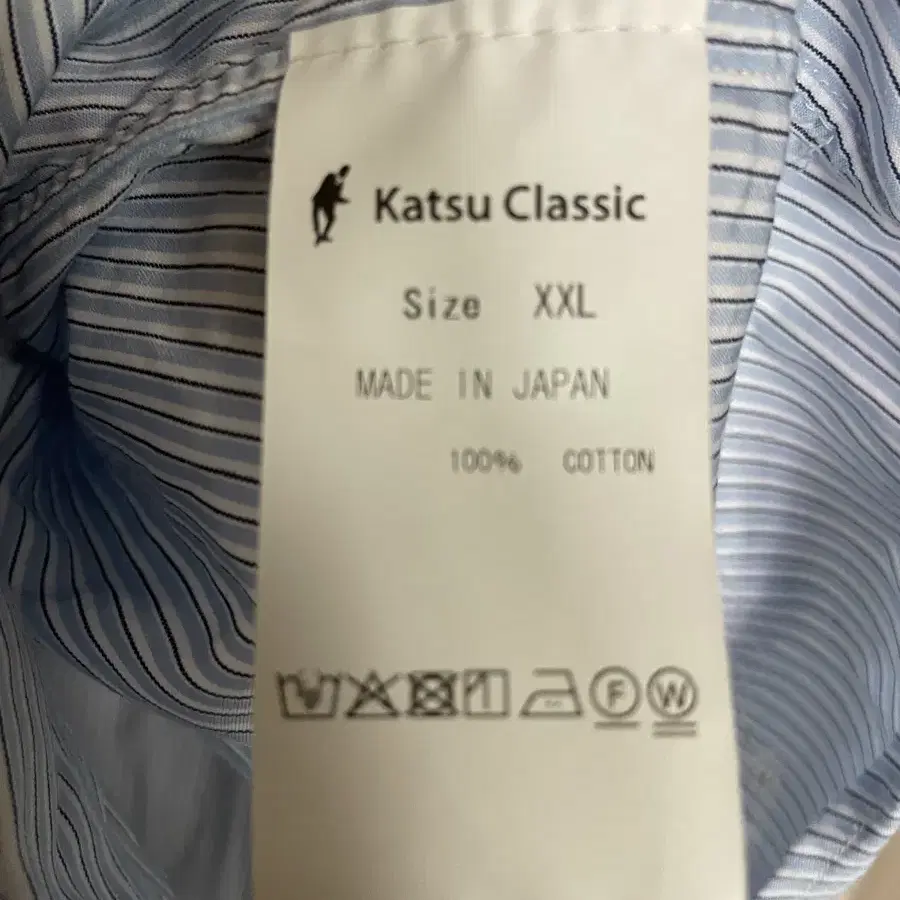 Katsu Classic
Size XXL
MADE IN JAPAN
100% COTTON
F W